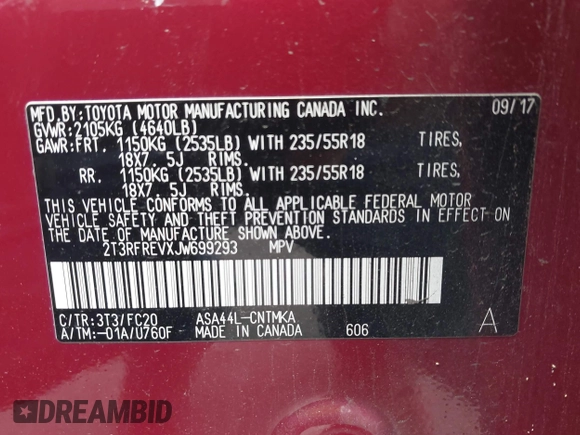 MFD.BY:TOYOTA MOTOR MANUFACTURING CANADA INC. 09/17
GVWR:2105KG (4640LB)
GAWR:FRT. 1150KG (2535LB) WITH 235/55R18 TIRES,
18X7. 5J RIMS.
RR. 1150KG (2535LB) WITH 235/55R18 TIRES,
18X7. 5J RIMS.
THIS VEHICLE CONFORMS TO ALL APPLICABLE FEDERAL MOTOR
VEHICLE SAFETY AND THEFT PREVENTION STANDARDS IN EFFECT ON
THE DATE OF MANUFACTURE SHOWN ABOVE.
2T3RFREVXJW699293 MPV
C/TR:3T3/FC20 ASA44L-CNTMKA
A/TM:-01A/U760F MADE IN CANADA 606 A
DREAMBID